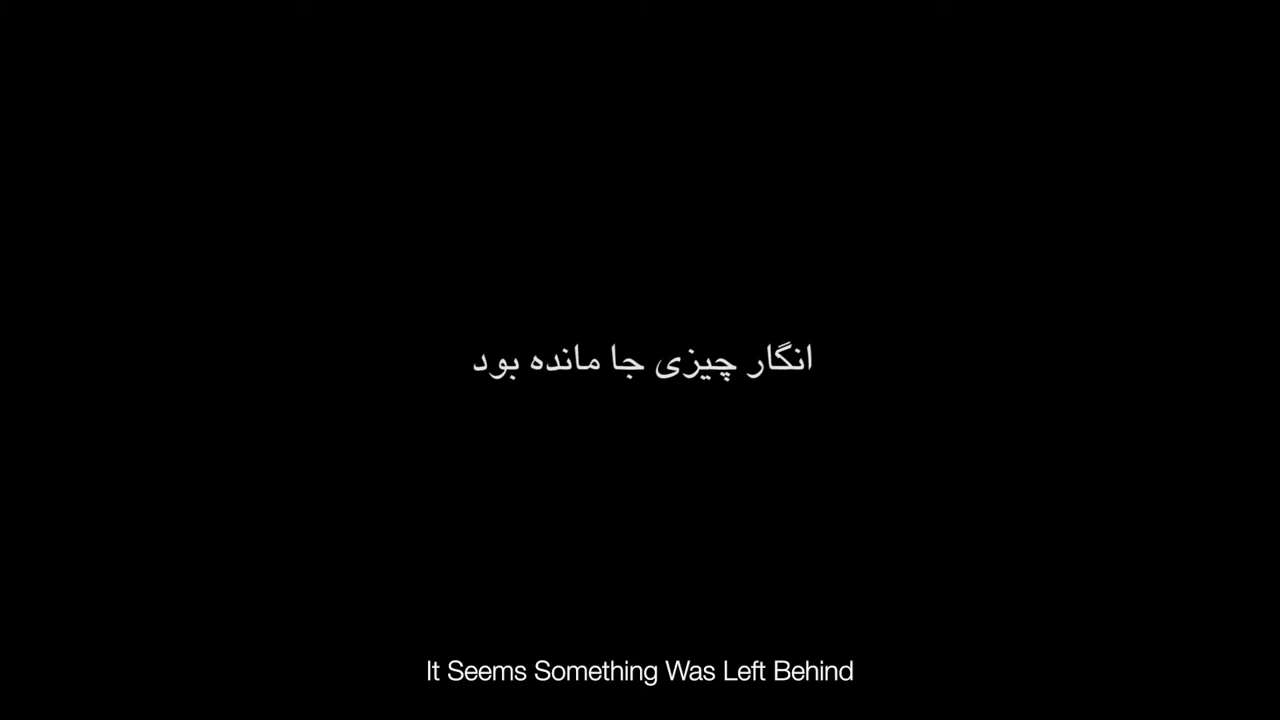 انگار چیزی جا مانده بود
It Seems Something Was Left Behind